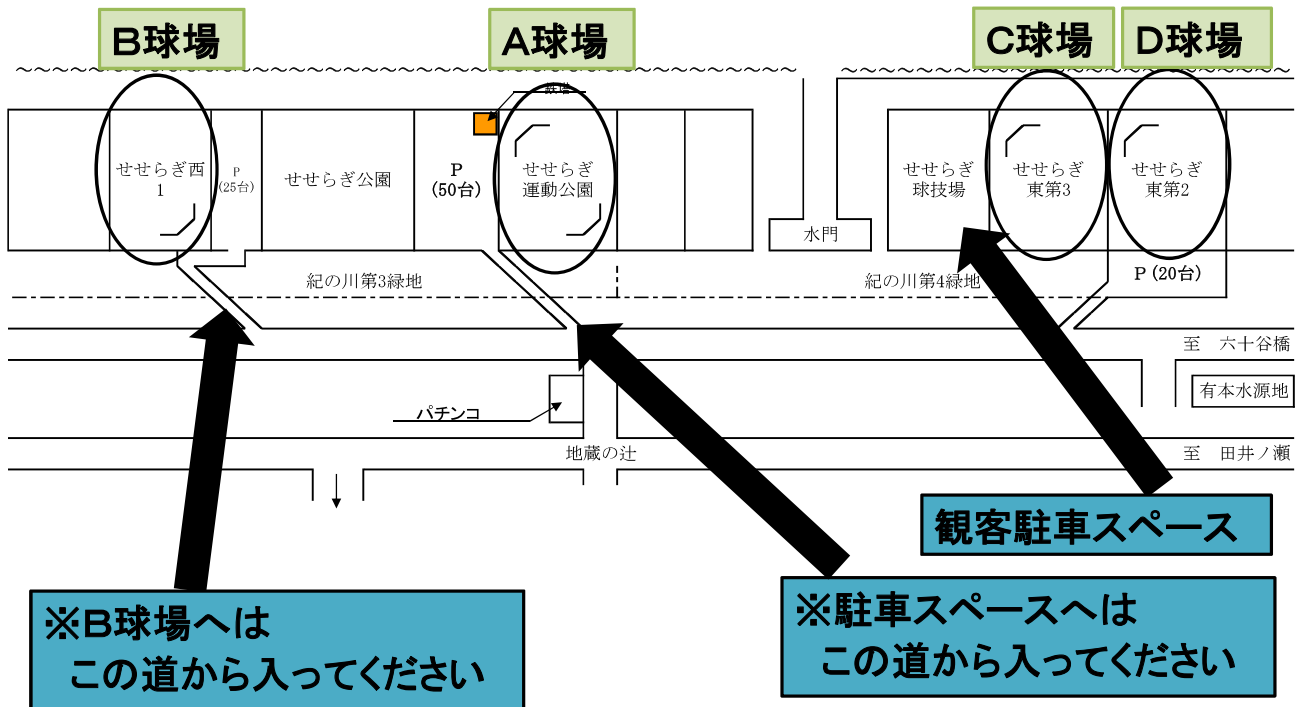 B球場
A球場
C球場
D球場
鉄塔
せせらぎ西
1
P
(25台)
せせらぎ公園
P
(50台)
せせらぎ
運動公園
せせらぎ
球技場
せせらぎ
東第3
せせらぎ
東第2
水門
紀の川第3緑地
紀の川第4緑地
P (20台)
至 六十谷橋
有本水源地
パチンコ
地蔵の辻
至 田井ノ瀬
観客駐車スペース
※B球場へは
この道から入ってください
※駐車スペースへは
この道から入ってください